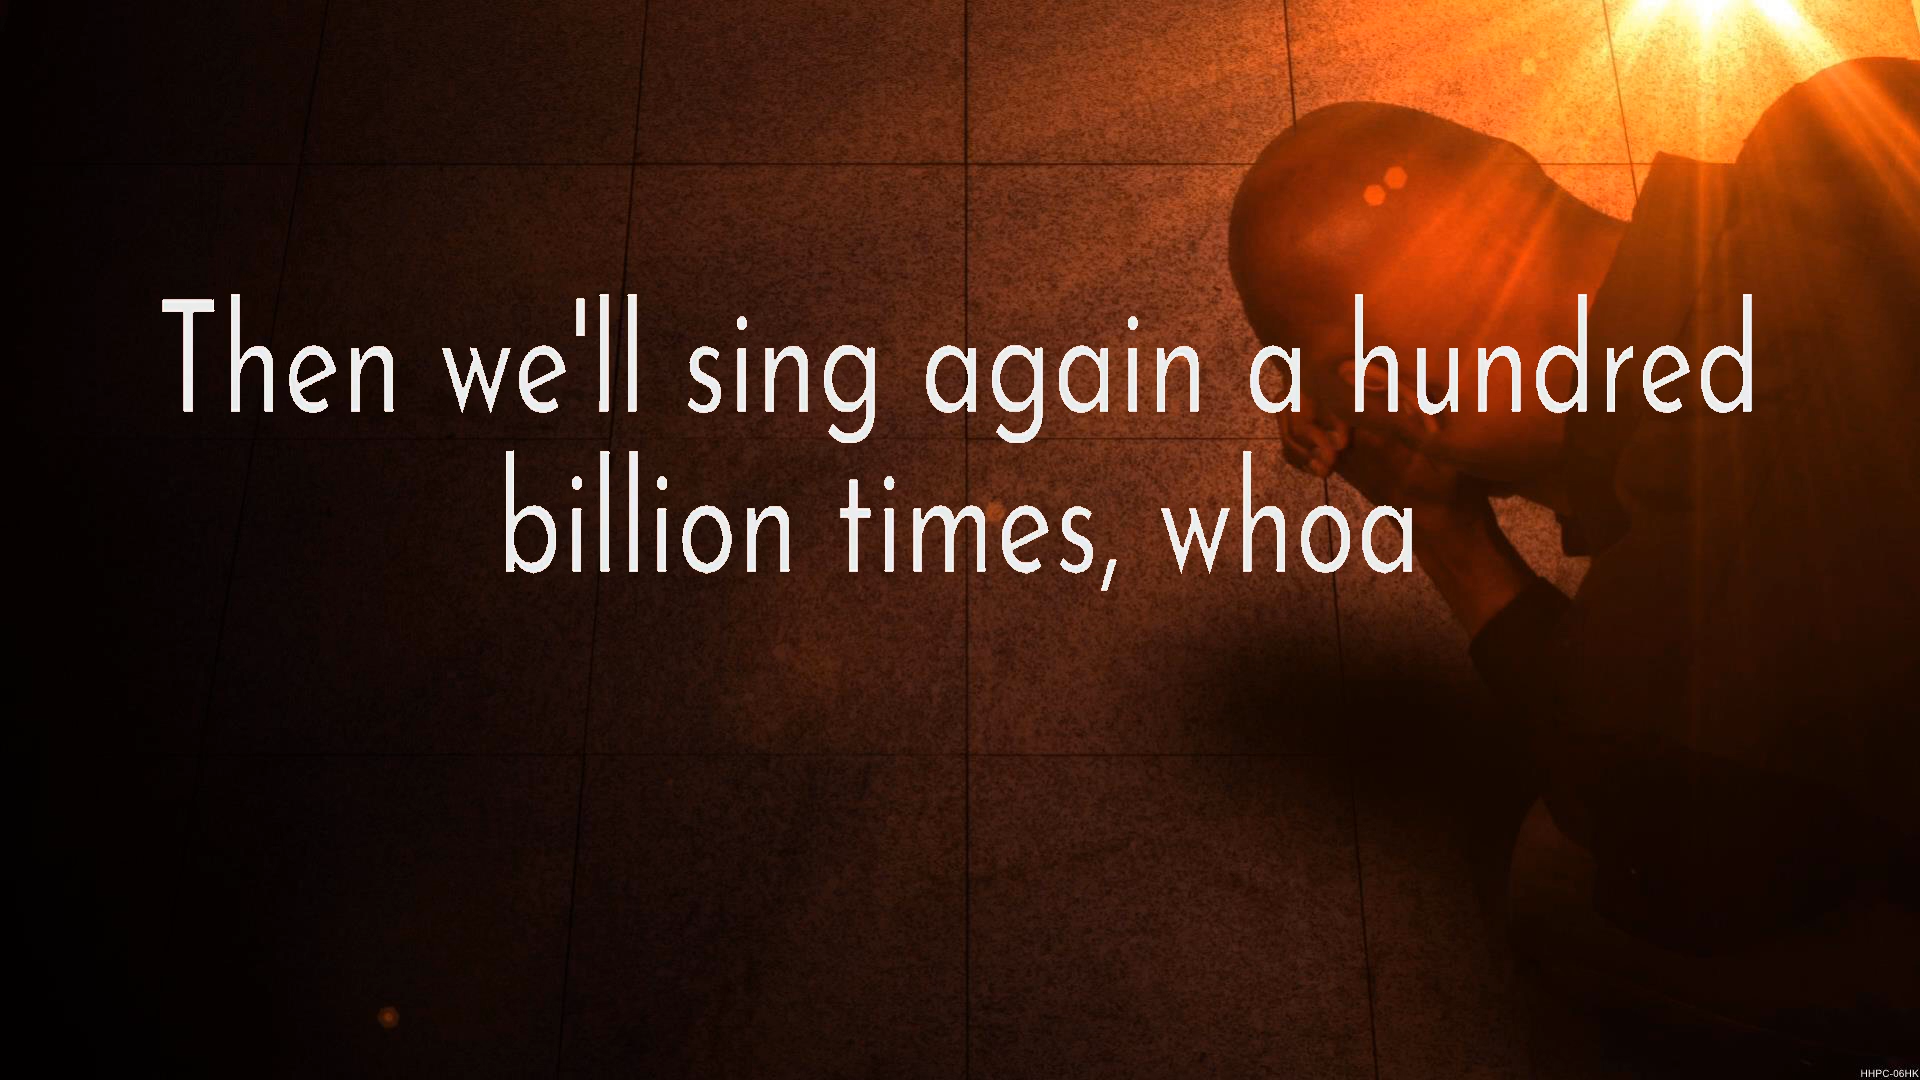 Then we'll sing again a hundred
billion times, whoa
HHPC-06HK